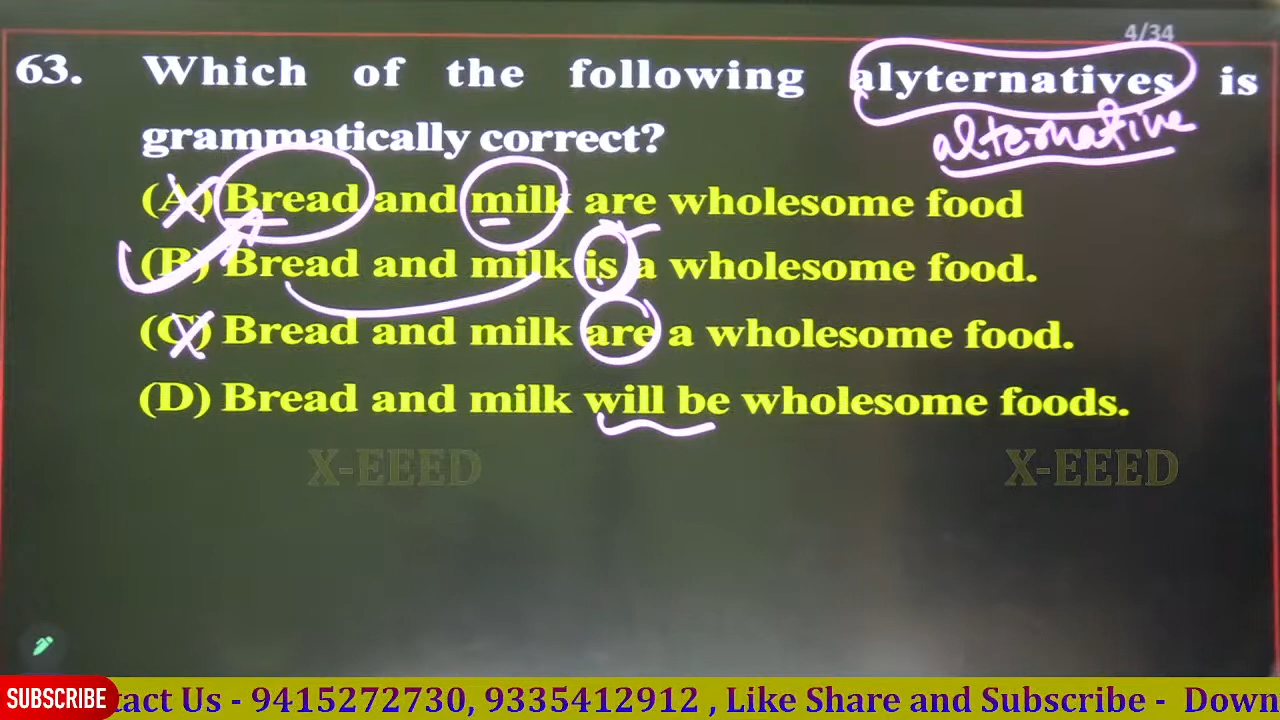 4/34
63. Which of the following alyternatives is
alternative
grammatically correct?
(A) Bread and milk are wholesome food
(B) Bread and milk is a wholesome food.
(C) Bread and milk are a wholesome food.
(D) Bread and milk will be wholesome foods.
X-EEED X-EEED
SUBSCRIBE tact Us - 9415272730, 9335412912 , Like Share and Subscribe - Down